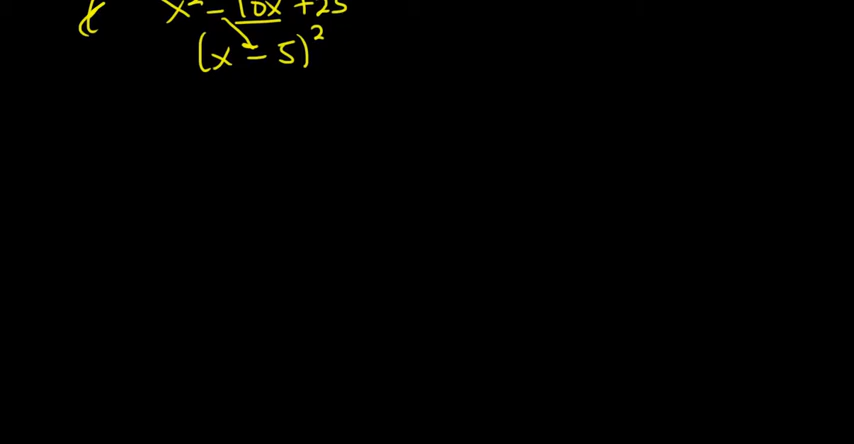 x² - 10x + 25
(x - 5)²